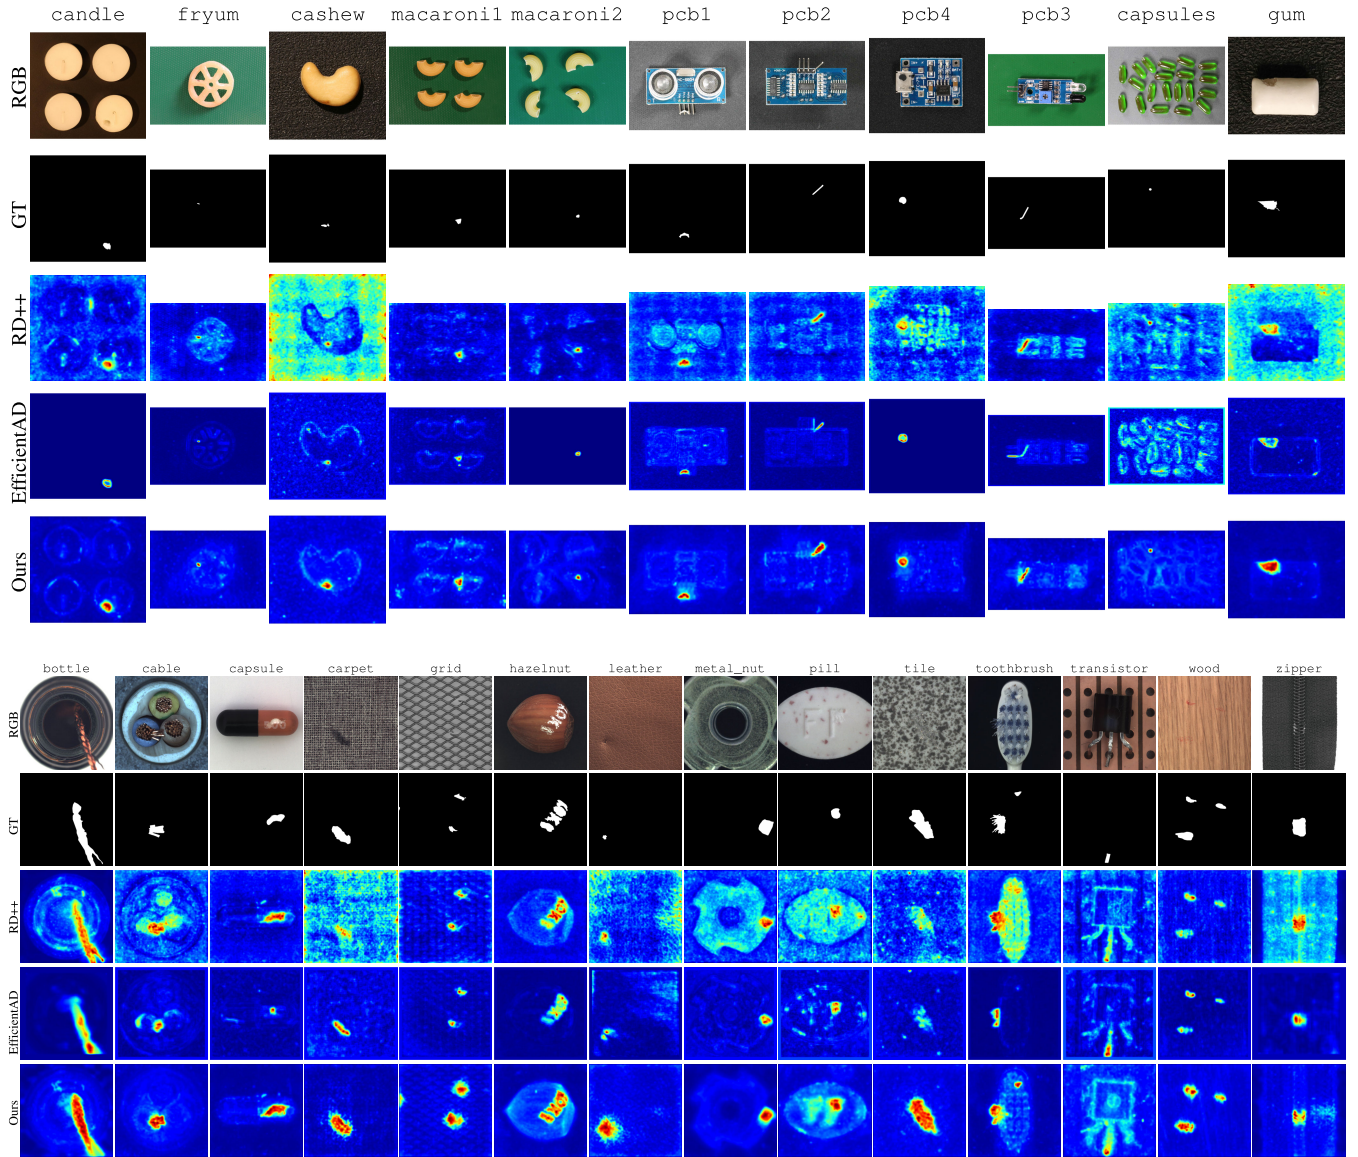 candle fryum cashew macaroni1 macaroni2 pcb1 pcb2 pcb4 pcb3 capsules gum
RGB
GT
RD++
EfficientAD
Ours
bottle cable capsule carpet grid hazelnut leather metal_nut pill tile toothbrush transistor wood zipper
RGB
GT
RD++
EfficientAD
Ours